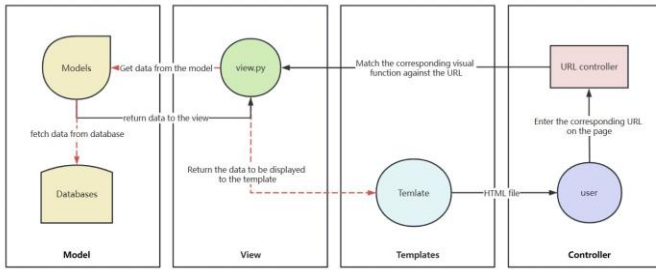 Models
Get data from the model
view.py
Match the corresponding visual
function against the URL
URL controller
return data to the view
fetch data from database
Enter the corresponding URL
on the page
Return the data to be displayed
to the template
Databases
Temlate
HTML file
user
Model
View
Templates
Controller